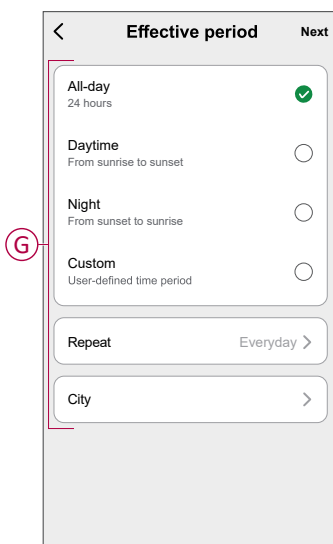 Effective period Next
All-day
24 hours
Daytime
From sunrise to sunset
Night
From sunset to sunrise
G
Custom
User-defined time period
Repeat Everyday
City